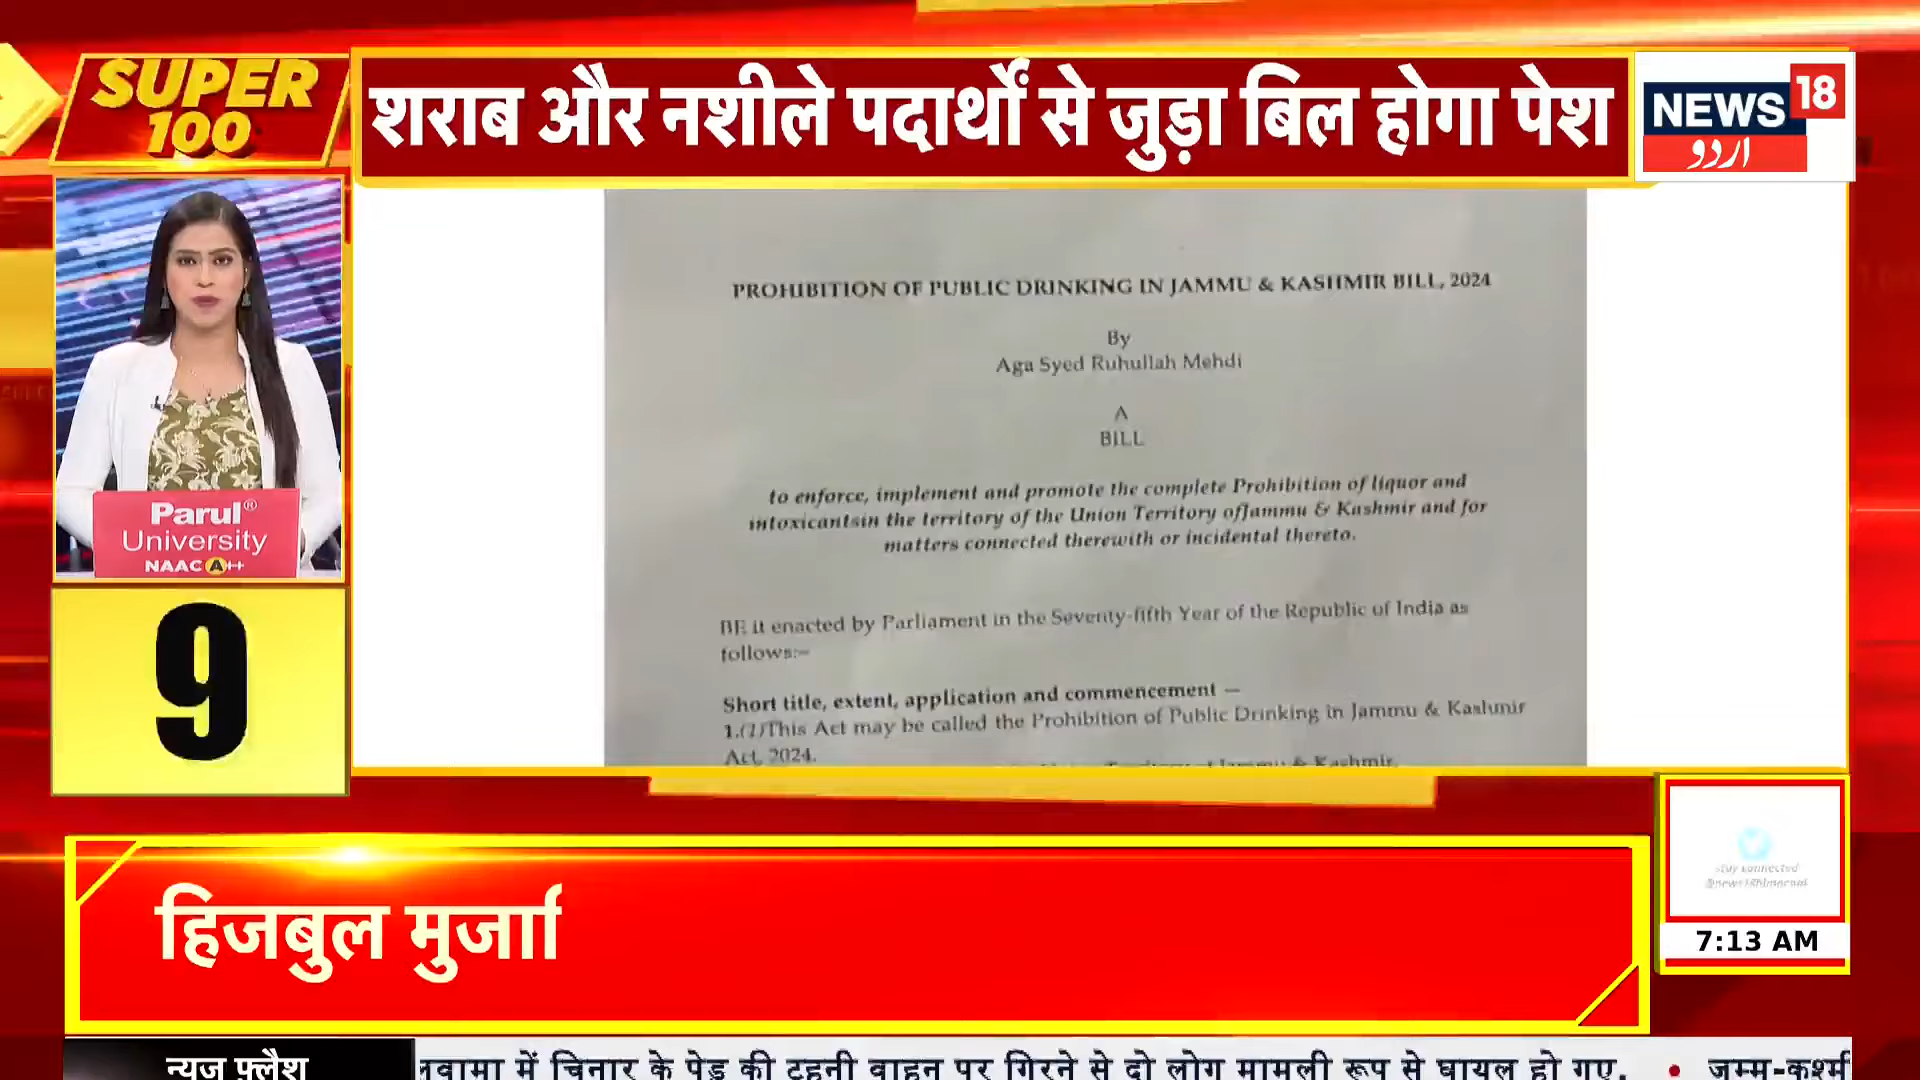 SUPER
100
शराब और नशीले पदार्थों से जुड़ा बिल होगा पेश
NEWS 18
اردو
PROHIBITION OF PUBLIC DRINKING IN JAMMU & KASHMIR BILL, 2024
By
Aga Syed Ruhullah Mehdi
A
BILL
to enforce, implement and promote the complete Prohibition of liquor and
intoxicantsin the territory of the Union Territory ofJammu & Kashmir and for
matters connected therewith or incidental thereto.
BE it enacted by Parliament in the Seventy-fifth Year of the Republic of India as
follows:–
Short title, extent, application and commencement —
1.(1)This Act may be called the Prohibition of Public Drinking in Jammu & Kashmir
Act, 2024.
Jammu & Kashmir.
Parul®
University
NAAC A++
9
stay connected
7:13 AM
हिजबुल मुर्जा
न्यूज़ फ़्लैश
में चिनार के पेड़ की टहनी वाहन पर गिरने से दो लोग मामूली रूप से घायल हो गए. •